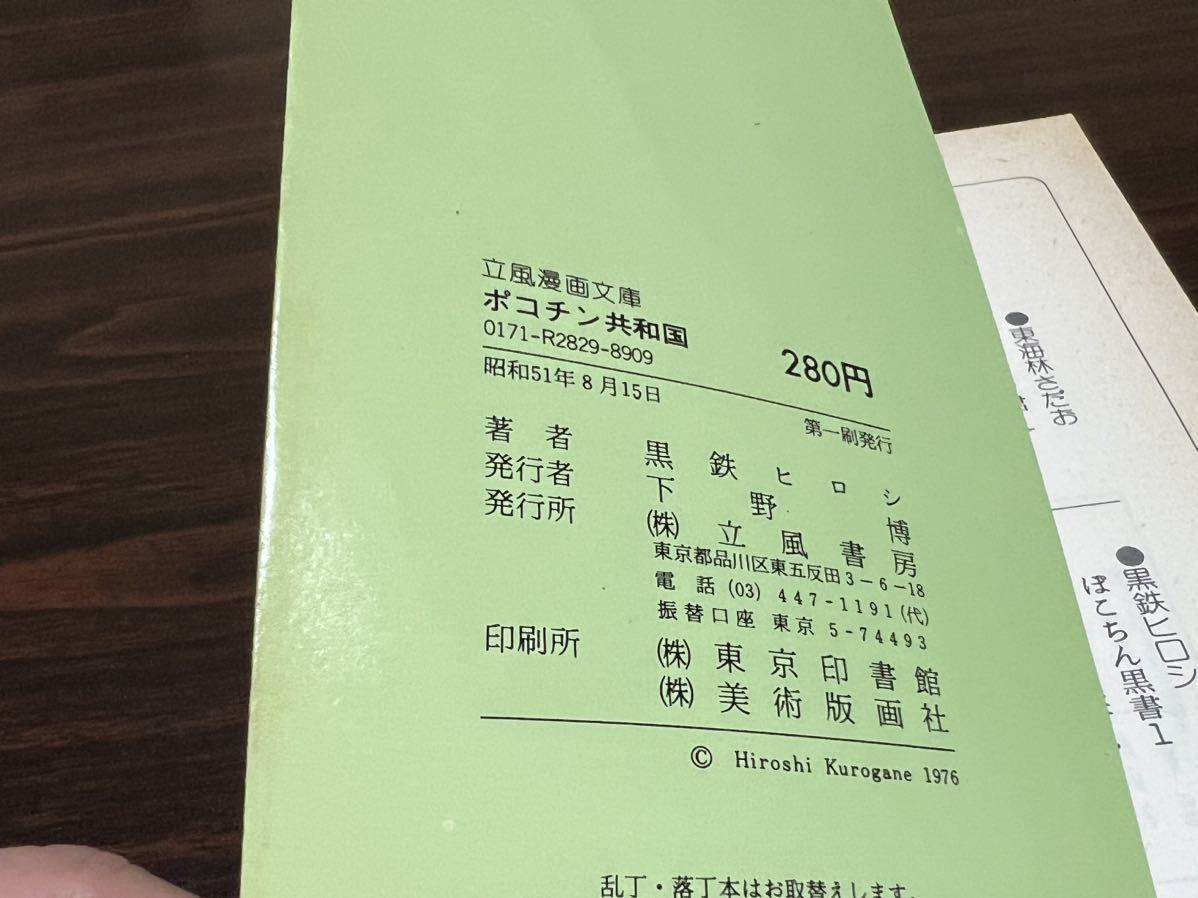 立風漫画文庫
ポコチン共和国
0171-R2829-8909
280円
昭和51年8月15日
第一刷発行
著者 黒鉄ヒロシ
発行者 下野博
発行所 (株)立風書房
東京都品川区東五反田3-6-18
電話(03)447-1191(代)
振替口座 東京5-74493
印刷所 (株)東京印書館
(株)美術版画社
© Hiroshi Kurogane 1976
乱丁・落丁本はお取替えします。
●東海林さだお
●黒鉄ヒロシ
ぽこちん黒書1